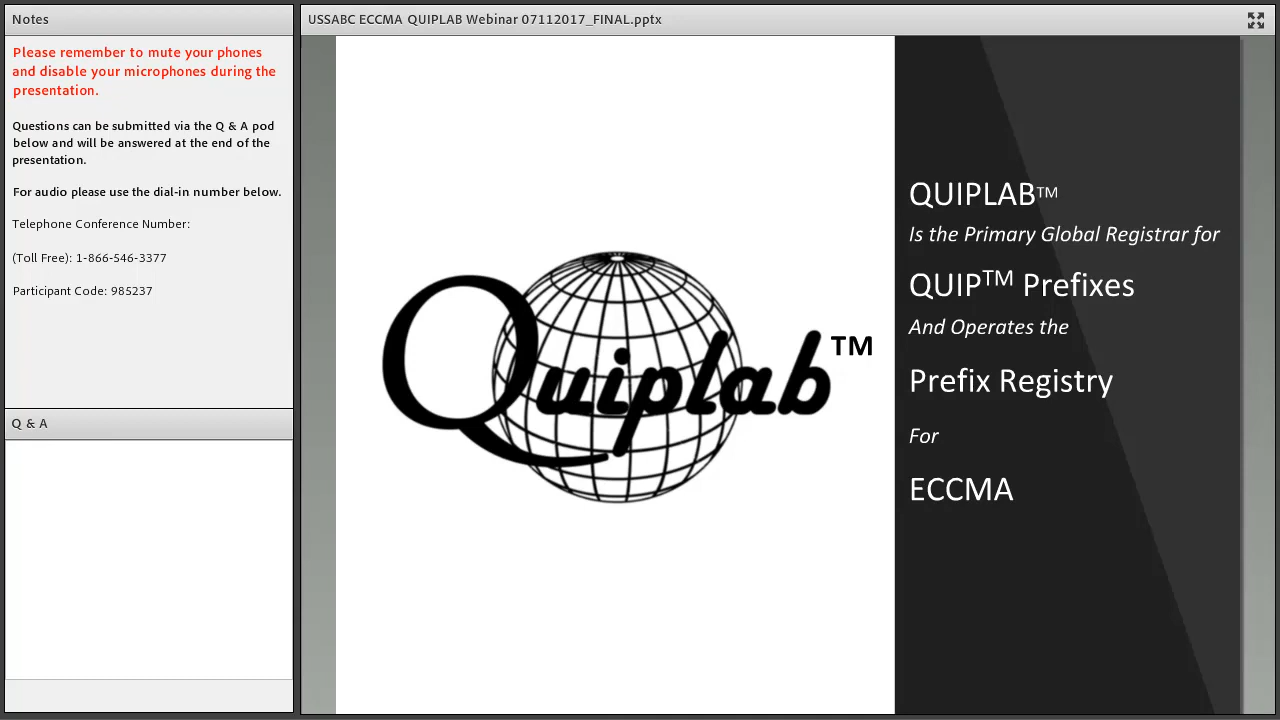 Notes
Please remember to mute your phones
and disable your microphones during the
presentation.
Questions can be submitted via the Q & A pod
below and will be answered at the end of the
presentation.
For audio please use the dial-in number below.
Telephone Conference Number:
(Toll Free): 1-866-546-3377
Participant Code: 985237
Q & A
USSABC ECCMA QUIPLAB Webinar 07112017_FINAL.pptx
Quiplab™
QUIPLAB™
Is the Primary Global Registrar for
QUIP™ Prefixes
And Operates the
Prefix Registry
For
ECCMA